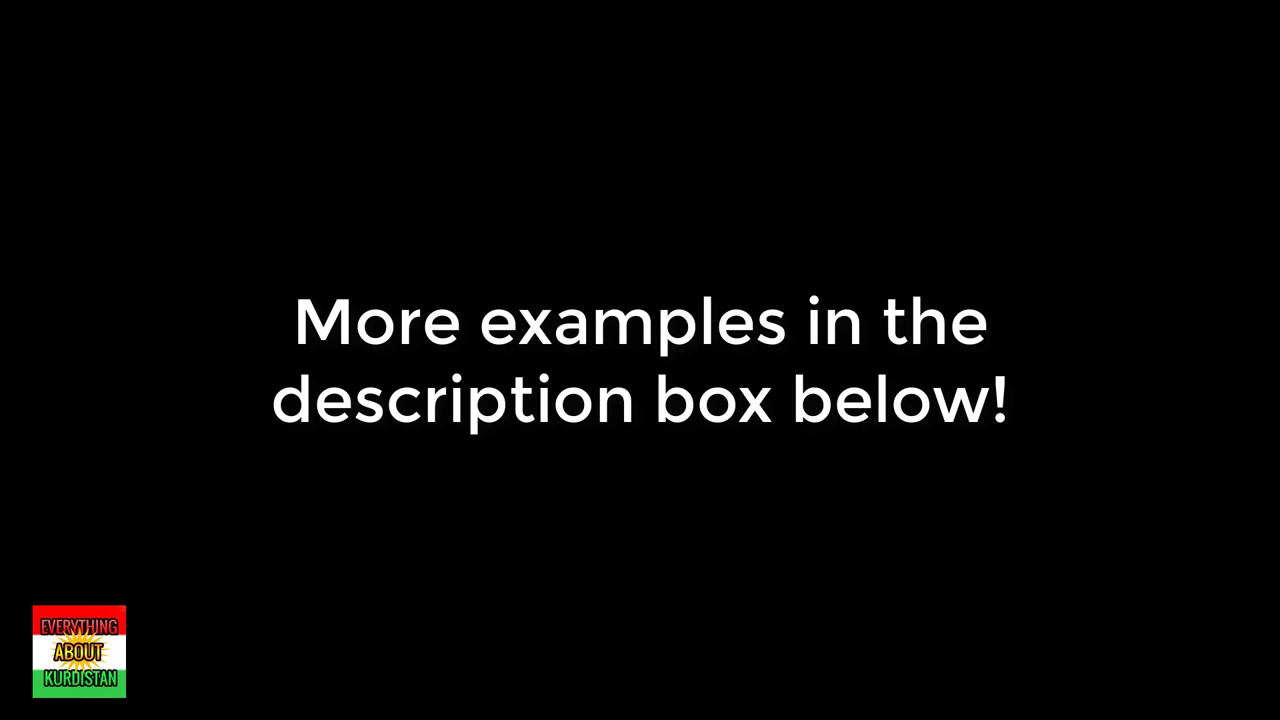 More examples in the
description box below!
EVERYTHING
ABOUT
KURDISTAN